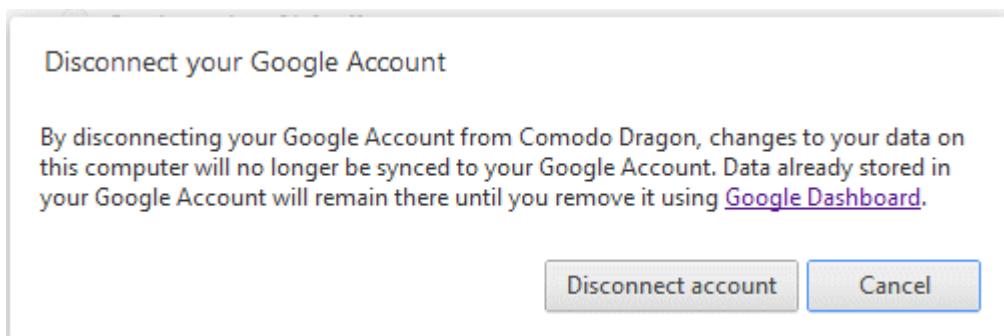 Disconnect your Google Account
By disconnecting your Google Account from Comodo Dragon, changes to your data on
this computer will no longer be synced to your Google Account. Data already stored in
your Google Account will remain there until you remove it using Google Dashboard.
Disconnect account Cancel